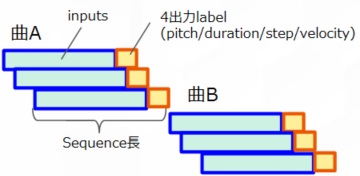 inputs
4出力label
(pitch/duration/step/velocity)
曲A
曲B
Sequence長